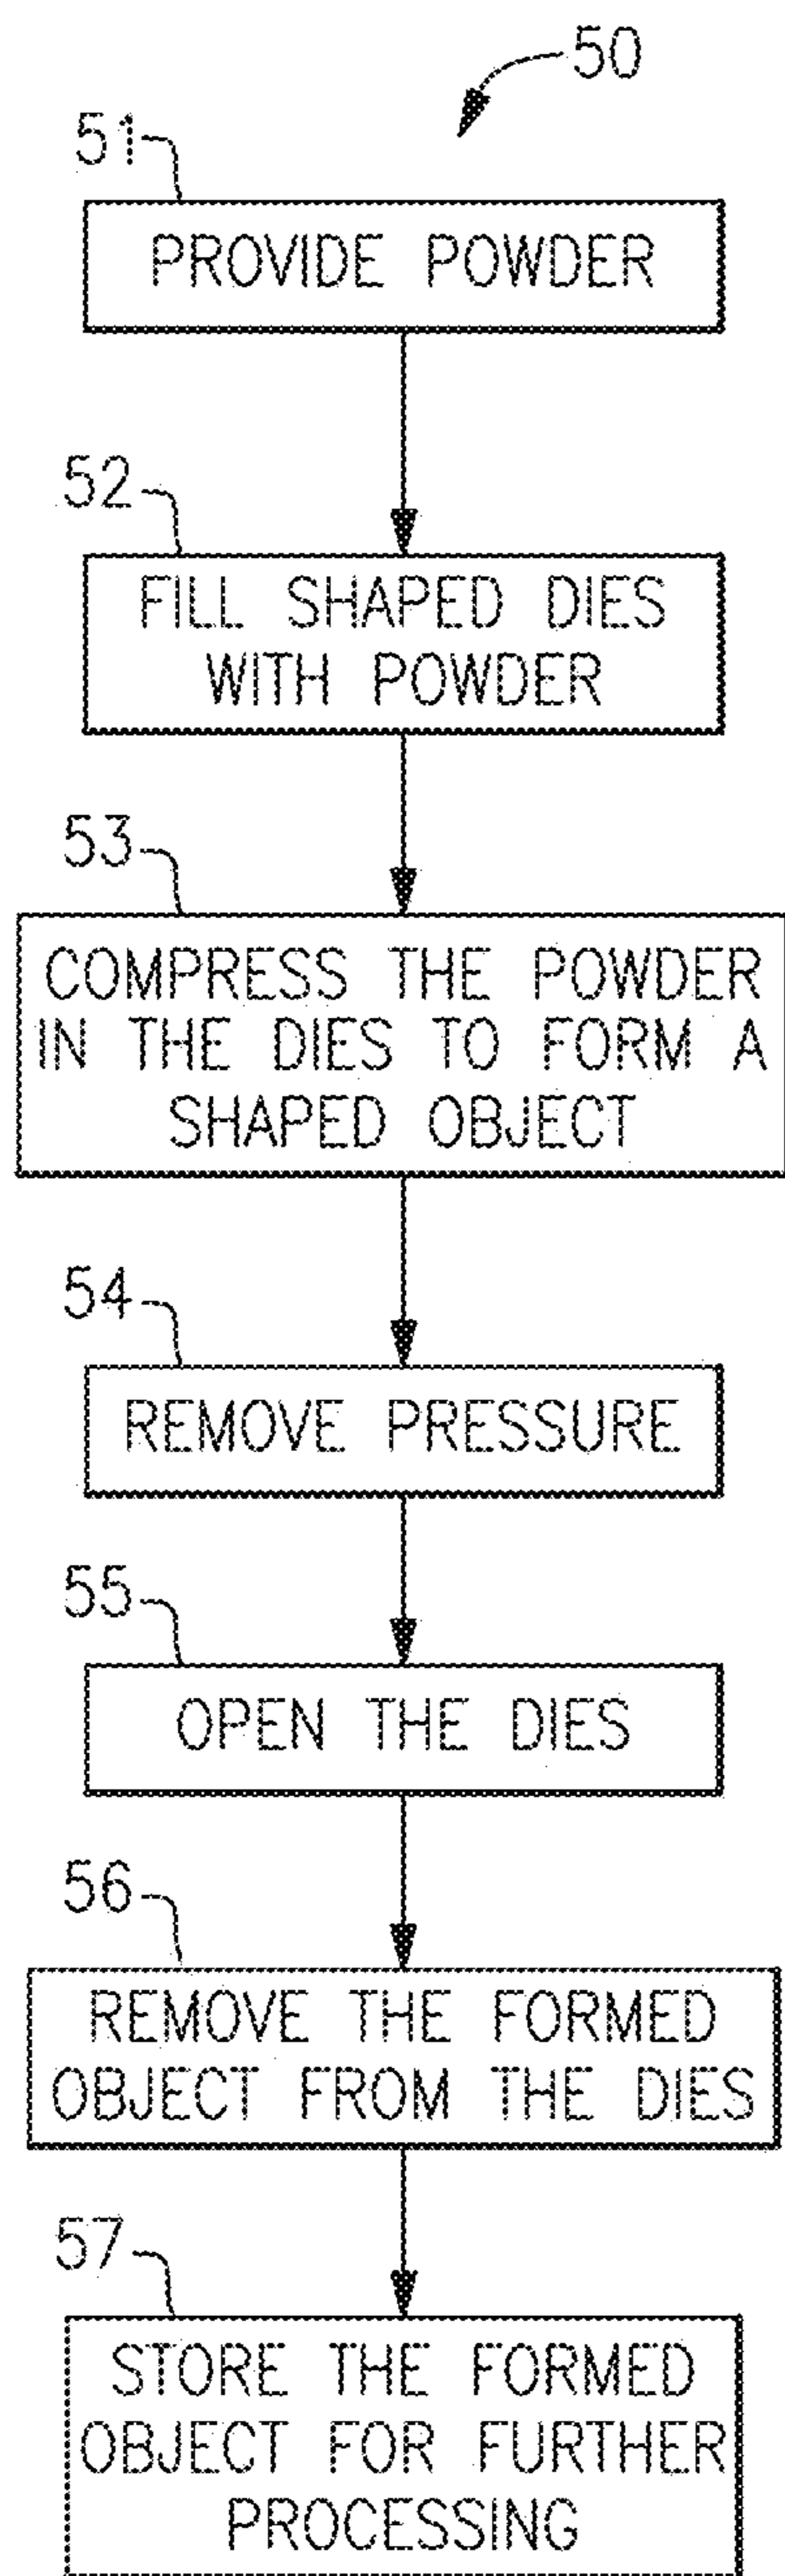 50
51
PROVIDE POWDER
52
FILL SHAPED DIES
WITH POWDER
53
COMPRESS THE POWDER
IN THE DIES TO FORM A
SHAPED OBJECT
54
REMOVE PRESSURE
55
OPEN THE DIES
56
REMOVE THE FORMED
OBJECT FROM THE DIES
57
STORE THE FORMED
OBJECT FOR FURTHER
PROCESSING